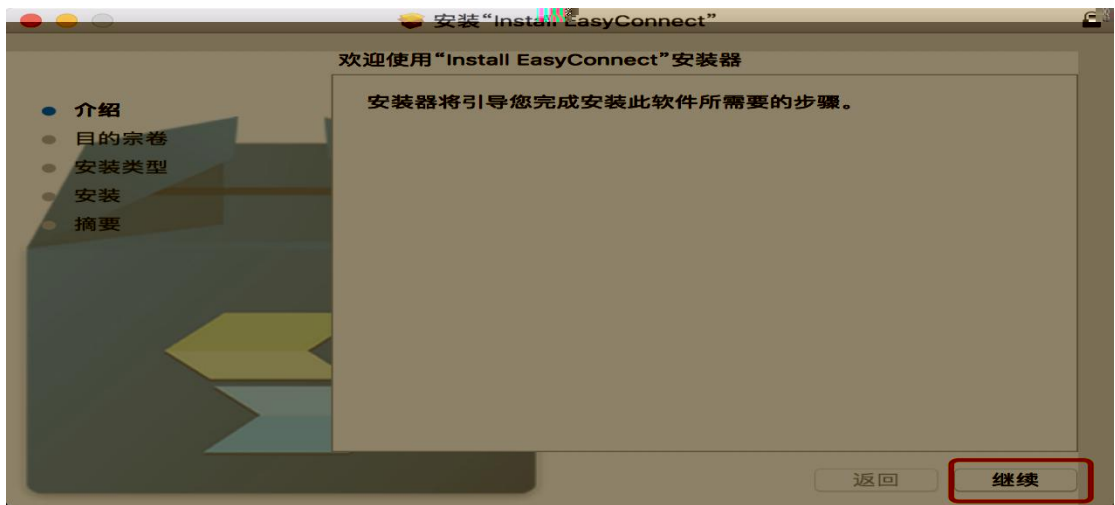 安装“Install EasyConnect”
欢迎使用“Install EasyConnect”安装器
介绍
目的宗卷
安装类型
安装
摘要
安装器将引导您完成安装此软件所需要的步骤。
返回
继续